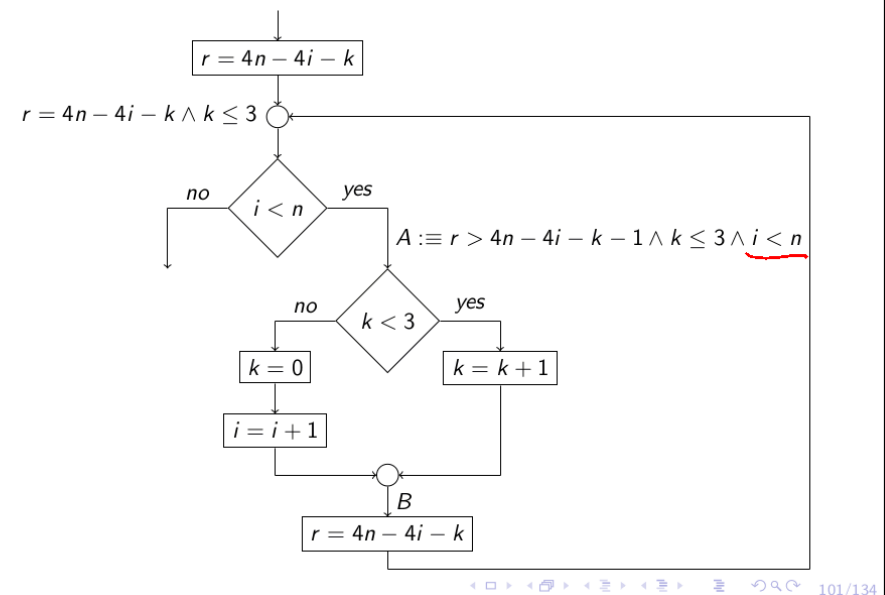 r = 4n − 4i − k
r = 4n − 4i − k ∧ k ≤ 3
no
yes
i < n
A :≡ r > 4n − 4i − k − 1 ∧ k ≤ 3 ∧ i < n
no
yes
k < 3
k = 0
k = k + 1
i = i + 1
B
r = 4n − 4i − k
101/134